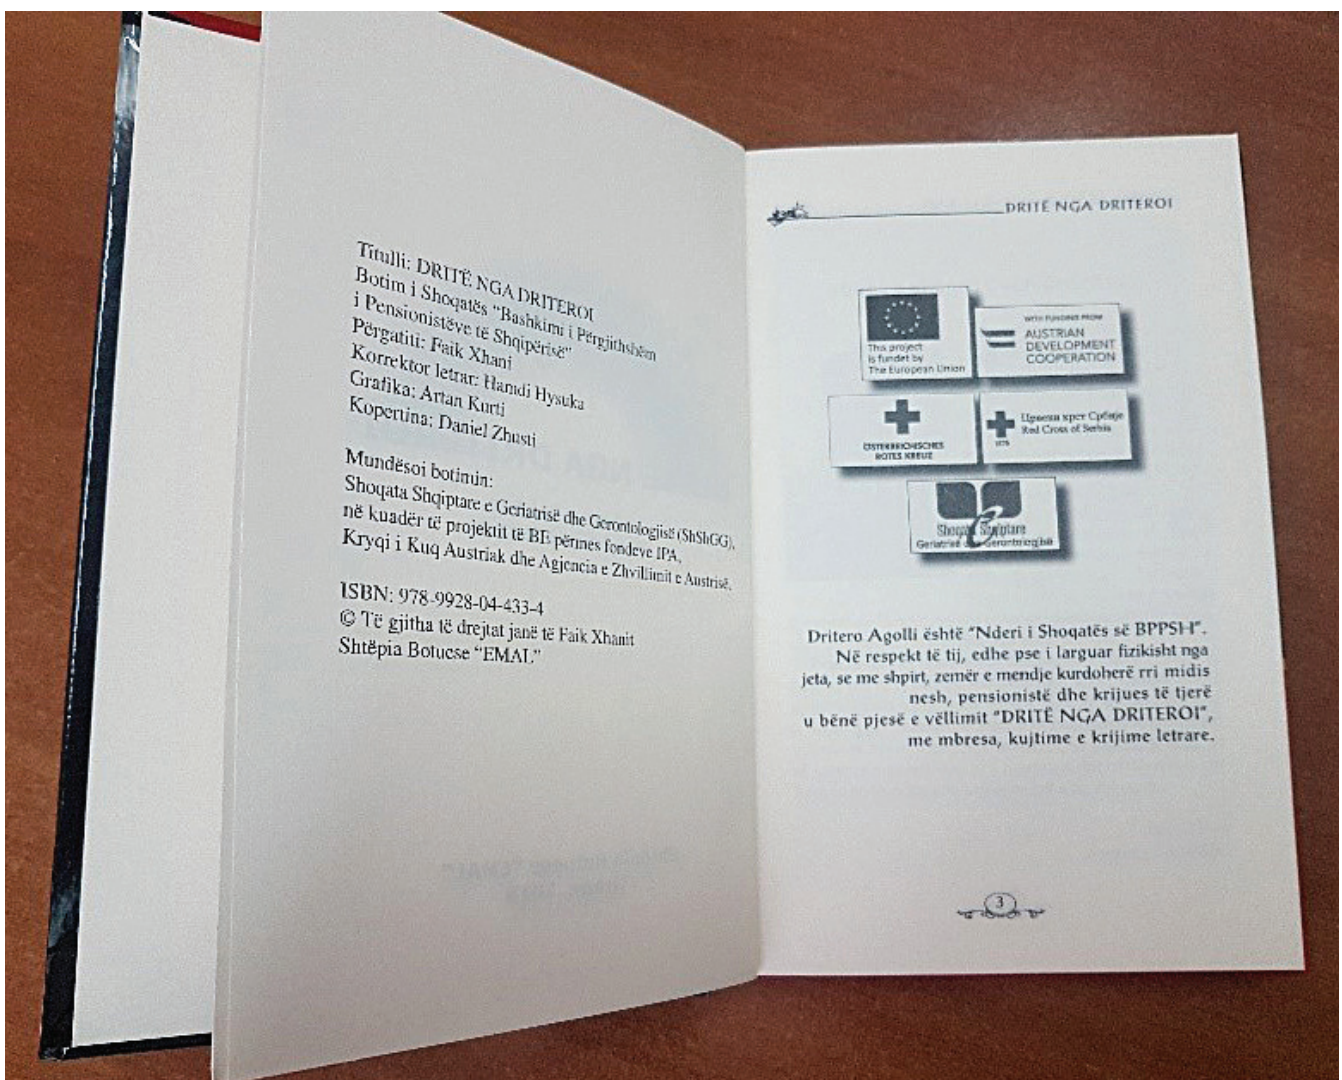 Titulli: DRITË NGA DRITEROI
Botim i Shoqatës “Bashkimi i Përgjithshëm
i Pensionistëve të Shqipërisë”
Përgatiti: Faik Xhani
Korrektor letrar: Hamdi Hysuka
Grafika: Artan Kurti
Kopertina: Daniel Zhusti
Mundësoi botimin:
Shoqata Shqiptare e Geriatrisë dhe Gerontologjisë (ShShGG),
në kuadër të projektit të BE përmes fondeve IPA,
Kryqi i Kuq Austriak dhe Agjencia e Zhvillimit e Austrisë.
ISBN: 978-9928-04-433-4
© Të gjitha të drejtat janë të Faik Xhanit
Shtëpia Botuese “EMAL”
DRITË NGA DRITEROI
This project
is fundet by
The European Union
WITH FUNDING FROM
AUSTRIAN
DEVELOPMENT
COOPERATION
ÖSTERREICHISCHES
ROTES KREUZ
Црвени крст Србије
Red Cross of Serbia
1876
Shoqata Shqiptare
Geriatrisë dhe Gerontologjisë
Dritero Agolli është “Nderi i Shoqatës së BPPSH”.
Në respekt të tij, edhe pse i larguar fizikisht nga
jeta, se me shpirt, zemër e mendje kurdoherë rri midis
nesh, pensionistë dhe krijues të tjerë
u bënë pjesë e vëllimit “DRITË NGA DRITEROI”,
me mbresa, kujtime e krijime letrare.
3